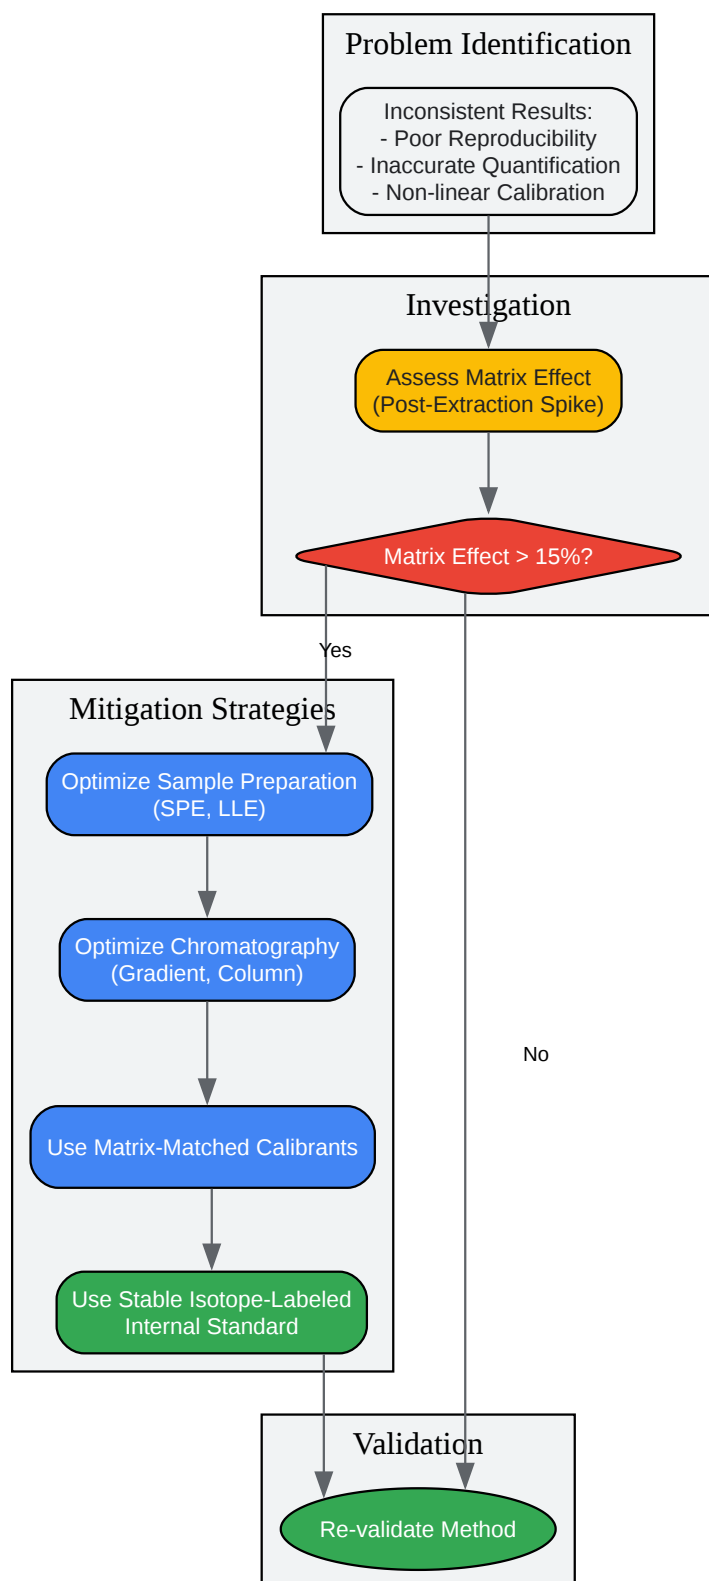 Problem Identification
Inconsistent Results:
- Poor Reproducibility
- Inaccurate Quantification
- Non-linear Calibration
Investigation
Assess Matrix Effect
(Post-Extraction Spike)
Matrix Effect > 15%?
Yes
Mitigation Strategies
Optimize Sample Preparation
(SPE, LLE)
Optimize Chromatography
(Gradient, Column)
No
Use Matrix-Matched Calibrants
Use Stable Isotope-Labeled
Internal Standard
Validation
Re-validate Method